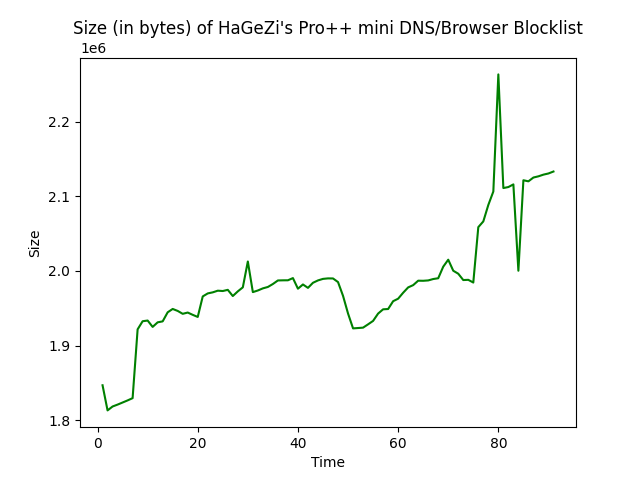 Size (in bytes) of HaGeZi's Pro++ mini DNS/Browser Blocklist
1e6
2.2
2.1
2.0
1.9
1.8
Size
0 20 40 60 80
Time